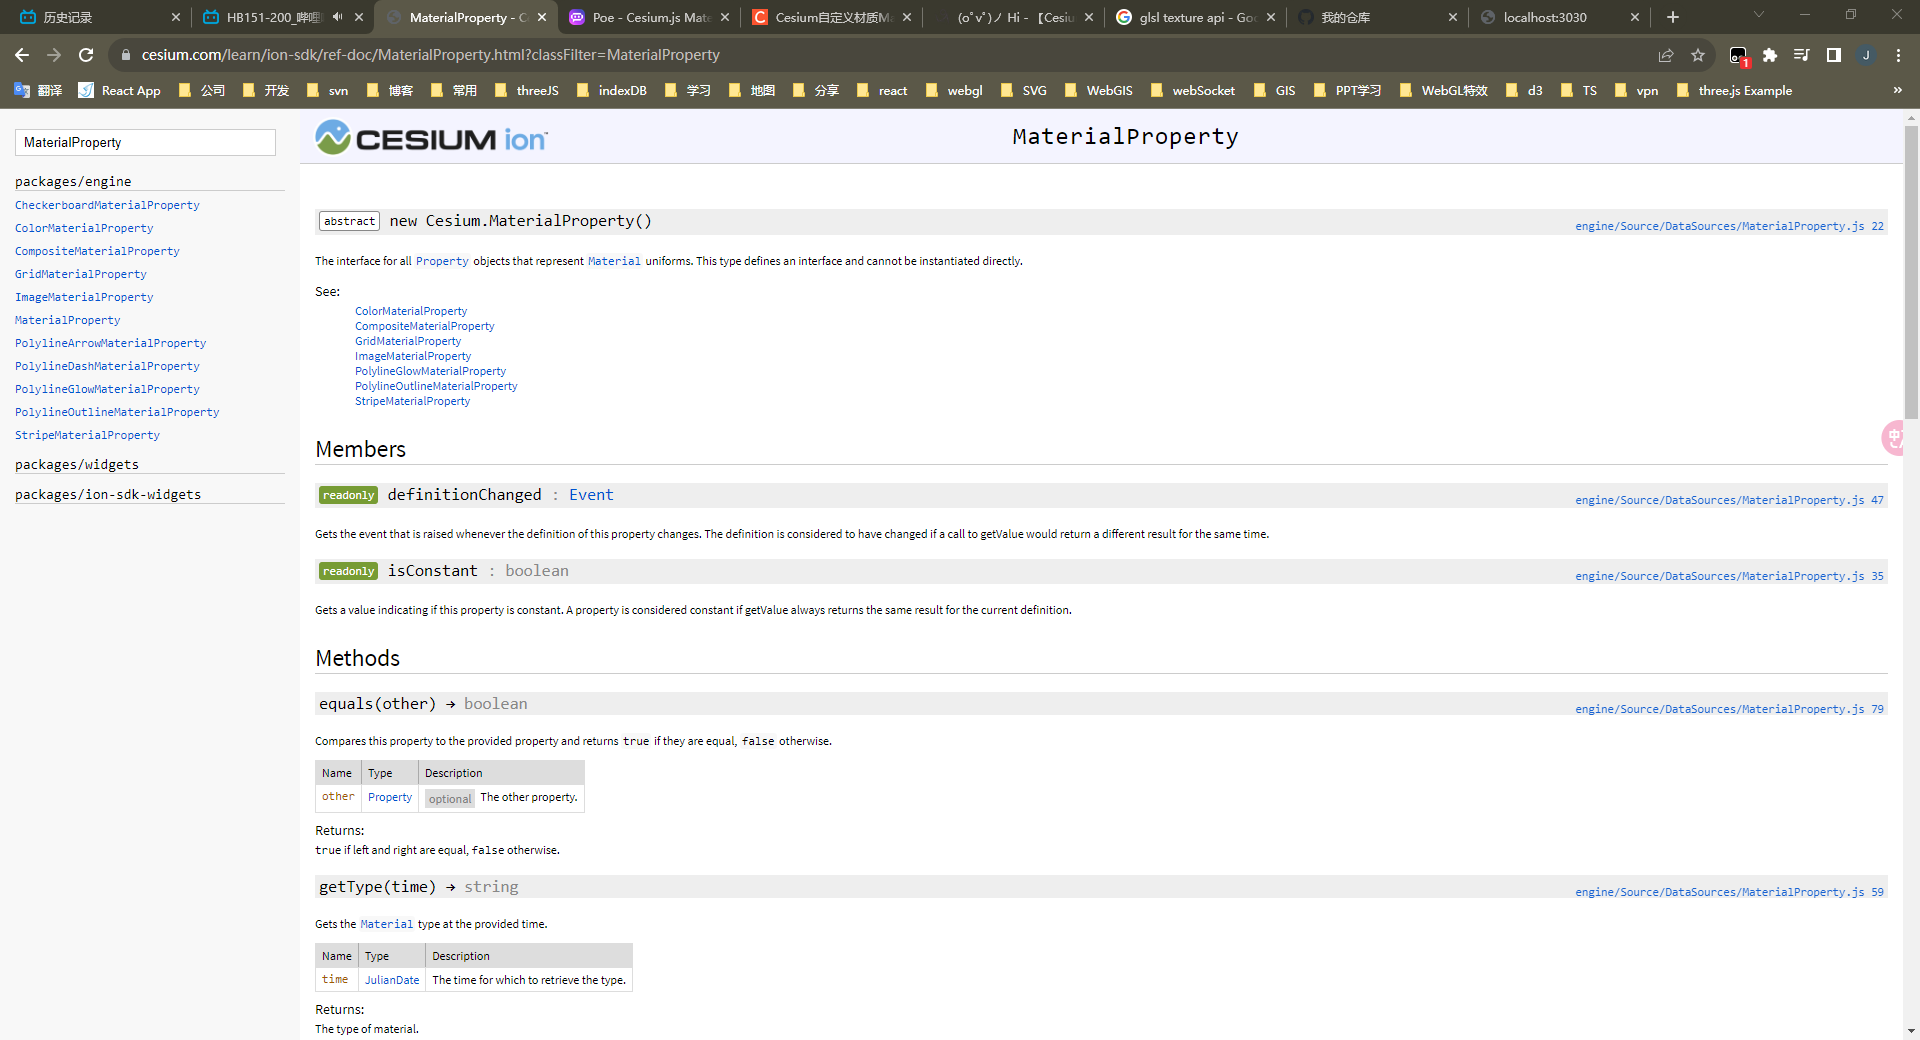 历史记录
HB151-200_哔哩
MaterialProperty - C
Poe - Cesium.js Mate
Cesium自定义材质Ma
(o゚v゚)ノ Hi - 【Cesiu
glsl texture api - Goo
我的仓库
localhost:3030
cesium.com/learn/ion-sdk/ref-doc/MaterialProperty.html?classFilter=MaterialProperty
1
J
翻译
React App
公司
开发
svn
博客
常用
threeJS
indexDB
学习
地图
分享
react
webgl
SVG
WebGIS
webSocket
GIS
PPT学习
WebGL特效
d3
TS
vpn
three.js Example
»
MaterialProperty
packages/engine
CheckerboardMaterialProperty
ColorMaterialProperty
CompositeMaterialProperty
GridMaterialProperty
ImageMaterialProperty
MaterialProperty
PolylineArrowMaterialProperty
PolylineDashMaterialProperty
PolylineGlowMaterialProperty
PolylineOutlineMaterialProperty
StripeMaterialProperty
packages/widgets
packages/ion-sdk-widgets
CESIUM ion
MaterialProperty
abstract new Cesium.MaterialProperty()
engine/Source/DataSources/MaterialProperty.js 22
The interface for all Property objects that represent Material uniforms. This type defines an interface and cannot be instantiated directly.
See:
ColorMaterialProperty
CompositeMaterialProperty
GridMaterialProperty
ImageMaterialProperty
PolylineGlowMaterialProperty
PolylineOutlineMaterialProperty
StripeMaterialProperty
Members
readonly definitionChanged : Event
engine/Source/DataSources/MaterialProperty.js 47
Gets the event that is raised whenever the definition of this property changes. The definition is considered to have changed if a call to getValue would return a different result for the same time.
readonly isConstant : boolean
engine/Source/DataSources/MaterialProperty.js 35
Gets a value indicating if this property is constant. A property is considered constant if getValue always returns the same result for the current definition.
Methods
equals(other) → boolean
engine/Source/DataSources/MaterialProperty.js 79
Compares this property to the provided property and returns true if they are equal, false otherwise.
Name Type Description
other Property optional The other property.
Returns:
true if left and right are equal, false otherwise.
getType(time) → string
engine/Source/DataSources/MaterialProperty.js 59
Gets the Material type at the provided time.
Name Type Description
time JulianDate The time for which to retrieve the type.
Returns:
The type of material.